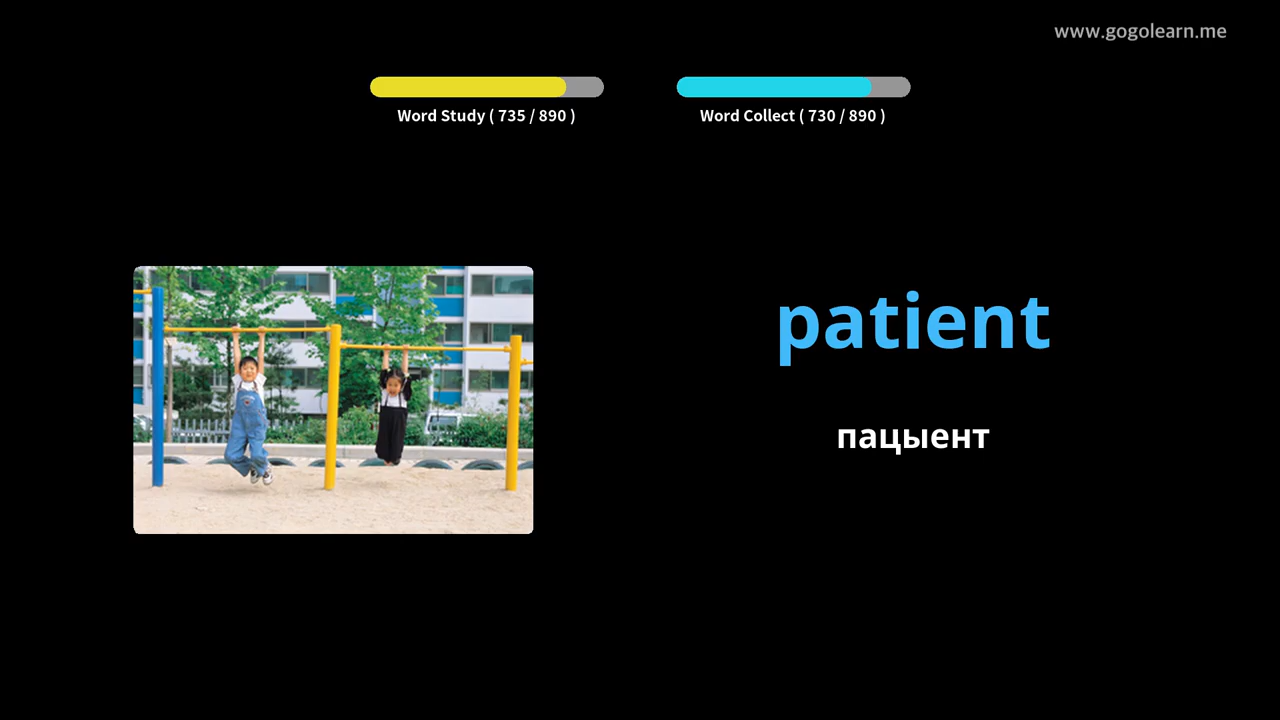 www.gogolearn.me
Word Study ( 735 / 890 )
Word Collect ( 730 / 890 )
patient
пацыент